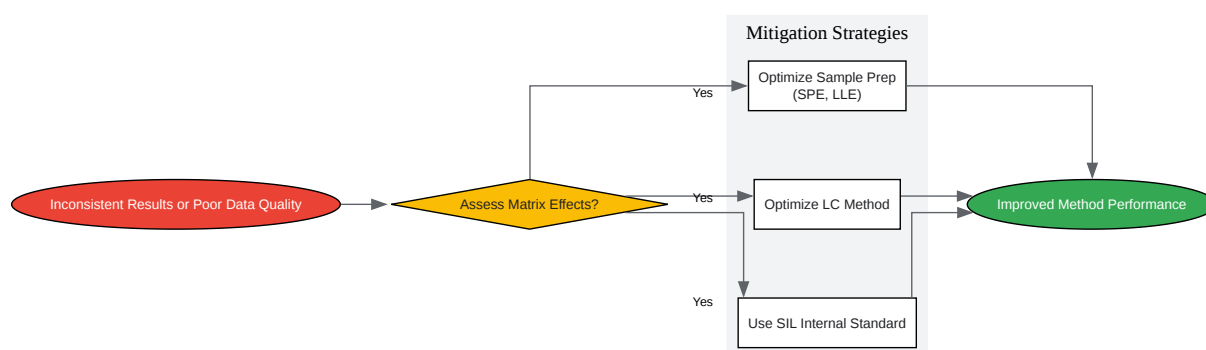 Mitigation Strategies
Optimize Sample Prep
(SPE, LLE)
Yes
Inconsistent Results or Poor Data Quality
Assess Matrix Effects?
Yes
Optimize LC Method
Improved Method Performance
Yes
Use SIL Internal Standard